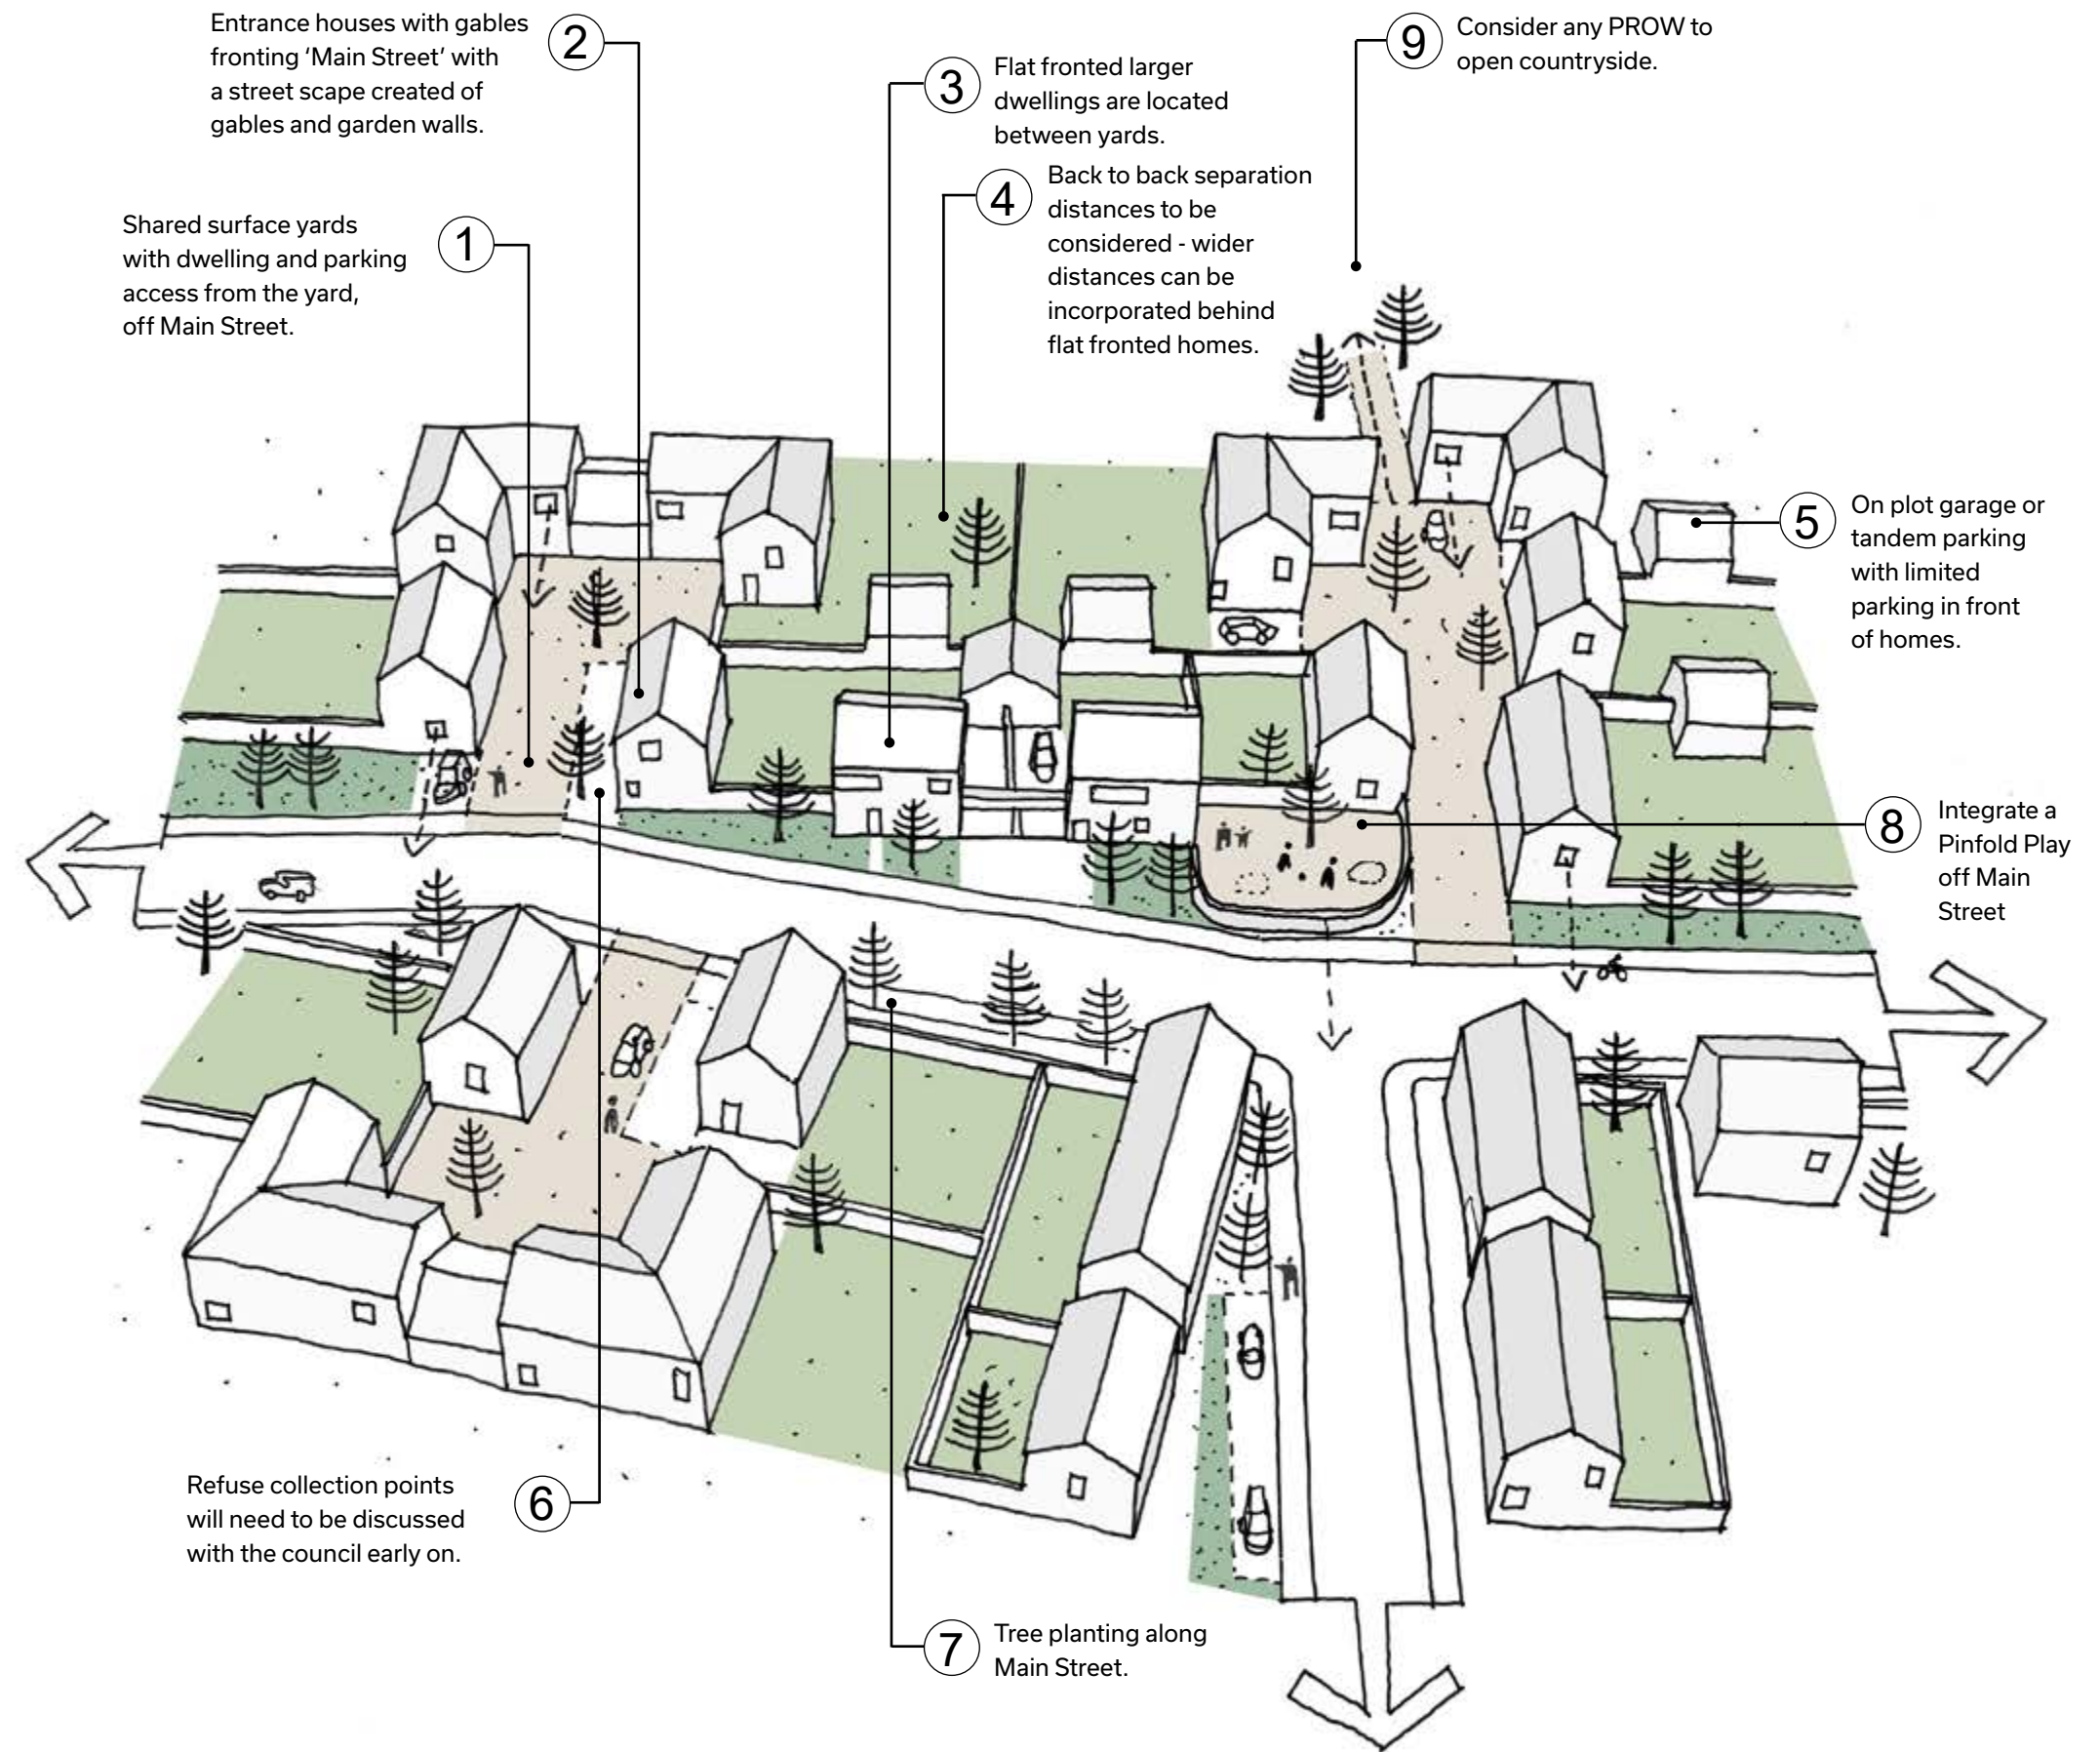 Entrance houses with gables
fronting ‘Main Street’ with
a street scape created of
gables and garden walls.
2
3
Flat fronted larger
dwellings are located
between yards.
9
Consider any PROW to
open countryside.
Shared surface yards
with dwelling and parking
access from the yard,
off Main Street.
1
4
Back to back separation
distances to be
considered - wider
distances can be
incorporated behind
flat fronted homes.
5
On plot garage or
tandem parking
with limited
parking in front
of homes.
8
Integrate a
Pinfold Play
off Main
Street
Refuse collection points
will need to be discussed
with the council early on.
6
7
Tree planting along
Main Street.